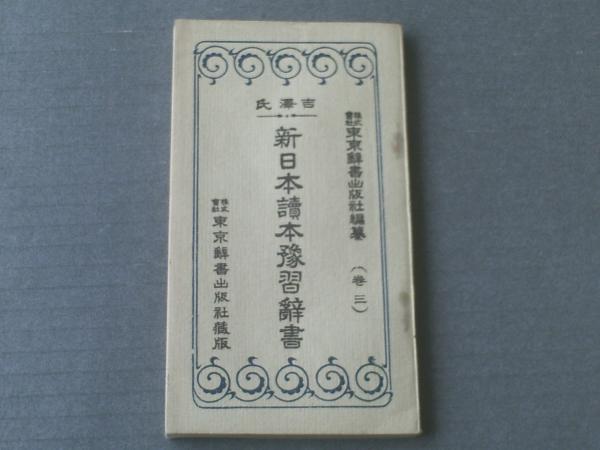 株式會社東京辭書出版社編纂（卷三）
吉澤氏
新日本讀本豫習辭書
株式會社東京辭書出版社藏版